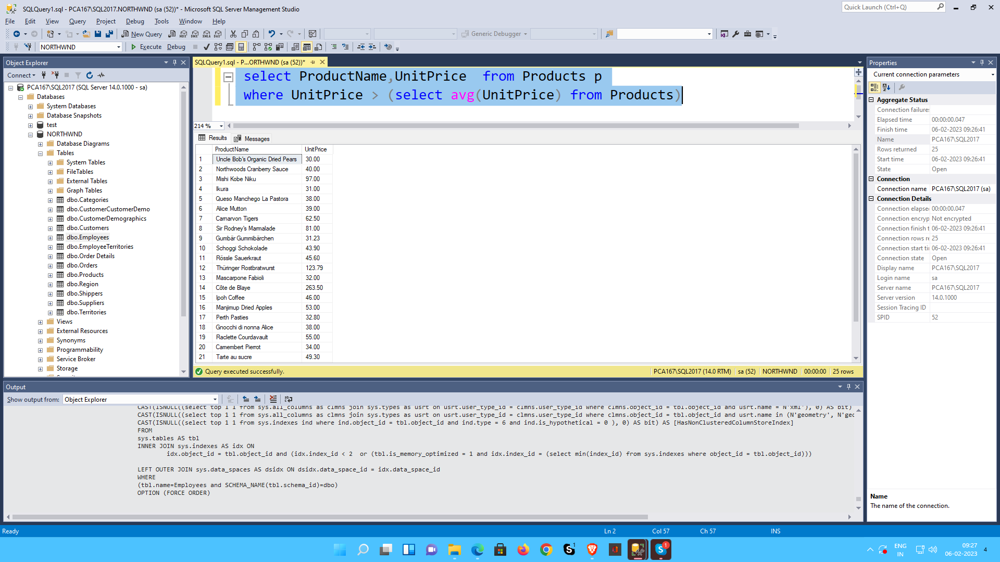 SQLQuery1.sql - PCA167\SQL2017.NORTHWND (sa (52))* - Microsoft SQL Server Management Studio
Quick Launch (Ctrl+Q)
File Edit View Query Project Debug Tools Window Help
New Query MDX DMX XMLA DAX Generic Debugger
NORTHWND Execute Debug
Object Explorer
Connect
PCA167\SQL2017 (SQL Server 14.0.1000 - sa)
Databases
System Databases
Database Snapshots
test
NORTHWND
Database Diagrams
Tables
System Tables
FileTables
External Tables
Graph Tables
dbo.Categories
dbo.CustomerCustomerDemo
dbo.CustomerDemographics
dbo.Customers
dbo.Employees
dbo.EmployeeTerritories
dbo.Order Details
dbo.Orders
dbo.Products
dbo.Region
dbo.Shippers
dbo.Suppliers
dbo.Territories
Views
External Resources
Synonyms
Programmability
Service Broker
Storage
SQLQuery1.sql - P...ORTHWND (sa (52))*
select ProductName,UnitPrice  from Products p
where UnitPrice > (select avg(UnitPrice) from Products)
214 %
Results Messages
ProductName UnitPrice
1 Uncle Bob's Organic Dried Pears 30.00
2 Northwoods Cranberry Sauce 40.00
3 Mishi Kobe Niku 97.00
4 Ikura 31.00
5 Queso Manchego La Pastora 38.00
6 Alice Mutton 39.00
7 Carnarvon Tigers 62.50
8 Sir Rodney's Marmalade 81.00
9 Gumbär Gummibärchen 31.23
10 Schoggi Schokolade 43.90
11 Rössle Sauerkraut 45.60
12 Thüringer Rostbratwurst 123.79
13 Mascarpone Fabioli 32.00
14 Côte de Blaye 263.50
15 Ipoh Coffee 46.00
16 Manjimup Dried Apples 53.00
17 Perth Pasties 32.80
18 Gnocchi di nonna Alice 38.00
19 Raclette Courdavault 55.00
20 Camembert Pierrot 34.00
21 Tarte au sucre 49.30
Query executed successfully. PCA167\SQL2017 (14.0 RTM) sa (52) NORTHWND 00:00:00 25 rows
Properties
Current connection parameters
Aggregate Status
Connection failures
Elapsed time 00:00:00.047
Finish time 06-02-2023 09:26:41
Name PCA167\SQL2017
Rows returned 25
Start time 06-02-2023 09:26:41
State Open
Connection
Connection name PCA167\SQL2017 (sa)
Connection Details
Connection elapse 00:00:00.047
Connection encryp Not encrypted
Connection finish t 06-02-2023 09:26:41
Connection rows re 25
Connection start ti 06-02-2023 09:26:41
Connection state Open
Display name PCA167\SQL2017
Login name sa
Server name PCA167\SQL2017
Server version 14.0.1000
Session Tracing ID
SPID 52
Name
The name of the connection.
Output
Show output from: Object Explorer
CAST(ISNULL((select top 1 1 from sys.all_columns as clmns join sys.types as usrt on usrt.user_type_id = clmns.user_type_id where clmns.object_id = tbl.object_id and usrt.name = N'xml'), 0) AS bit)
CAST(ISNULL((select top 1 1 from sys.all_columns as clmns join sys.types as usrt on usrt.user_type_id = clmns.user_type_id where clmns.object_id = tbl.object_id and usrt.name in (N'geometry', N'geo
CAST(ISNULL((select top 1 1 from sys.indexes ind where ind.object_id = tbl.object_id and ind.type = 6 and ind.is_hypothetical = 0 ), 0) AS bit) AS [HasNonClusteredColumnStoreIndex]
FROM
sys.tables AS tbl
INNER JOIN sys.indexes AS idx ON
idx.object_id = tbl.object_id and (idx.index_id < 2  or (tbl.is_memory_optimized = 1 and idx.index_id = (select min(index_id) from sys.indexes where object_id = tbl.object_id)))
LEFT OUTER JOIN sys.data_spaces AS dsidx ON dsidx.data_space_id = idx.data_space_id
WHERE
(tbl.name=Employees and SCHEMA_NAME(tbl.schema_id)=dbo)
OPTION (FORCE ORDER)
Ready Ln 2 Col 57 Ch 57 INS
ENG
IN
09:27
06-02-2023
4